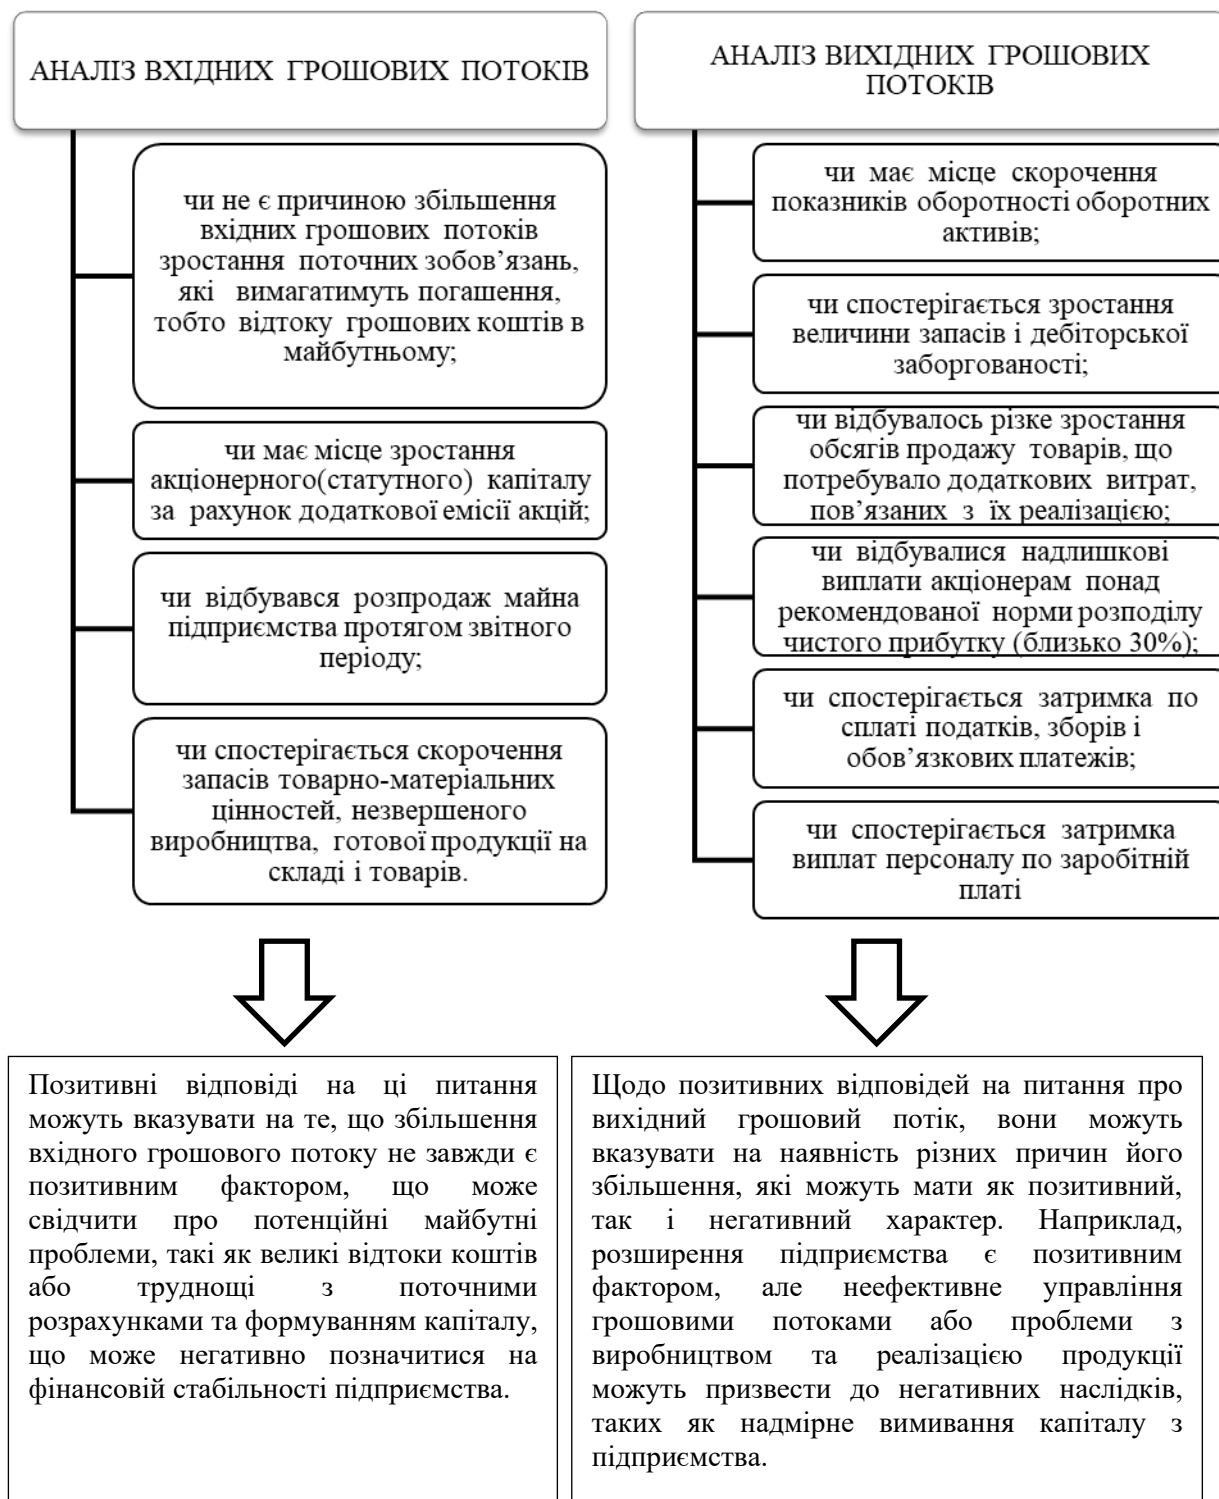 АНАЛІЗ ВХІДНИХ ГРОШОВИХ ПОТОКІВ
чи не є причиною збільшення
вхідних грошових потоків
зростання поточних зобов’язань,
які вимагатимуть погашення,
тобто відтоку грошових коштів в
майбутньому;
чи має місце зростання
акціонерного(статутного) капіталу
за рахунок додаткової емісії акцій;
чи відбувався розпродаж майна
підприємства протягом звітного
періоду;
чи спостерігається скорочення
запасів товарно-матеріальних
цінностей, незвершеного
виробництва, готової продукції на
складі і товарів.
АНАЛІЗ ВИХІДНИХ ГРОШОВИХ
ПОТОКІВ
чи має місце скорочення
показників оборотності оборотних
активів;
чи спостерігається зростання
величини запасів і дебіторської
заборгованості;
чи відбувалось різке зростання
обсягів продажу товарів, що
потребувало додаткових витрат,
пов’язаних з їх реалізацією;
чи відбувалися надлишкові
виплати акціонерам понад
рекомендованої норми розподілу
чистого прибутку (близько 30%);
чи спостерігається затримка по
сплаті податків, зборів і
обов’язкових платежів;
чи спостерігається затримка
виплат персоналу по заробітній
платі
Позитивні відповіді на ці питання
можуть вказувати на те, що збільшення
вхідного грошового потоку не завжди є
позитивним фактором, що може
свідчити про потенційні майбутні
проблеми, такі як великі відтоки коштів
або труднощі з поточними
розрахунками та формуванням капіталу,
що може негативно позначитися на
фінансовій стабільності підприємства.
Щодо позитивних відповідей на питання про
вихідний грошовий потік, вони можуть
вказувати на наявність різних причин його
збільшення, які можуть мати як позитивний,
так і негативний характер. Наприклад,
розширення підприємства є позитивним
фактором, але неефективне управління
грошовими потоками або проблеми з
виробництвом та реалізацією продукції
можуть призвести до негативних наслідків,
таких як надмірне вимивання капіталу з
підприємства.